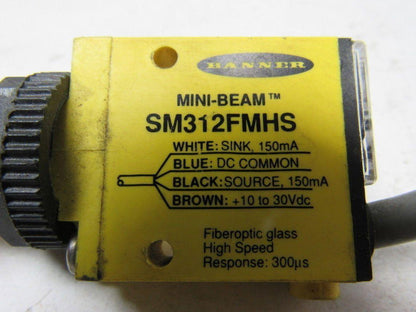 BANNER
MINI-BEAM™
SM312FMHS
WHITE: SINK, 150mA
BLUE: DC COMMON
BLACK: SOURCE, 150mA
BROWN: +10 to 30Vdc
Fiberoptic glass
High Speed
Response: 300µs